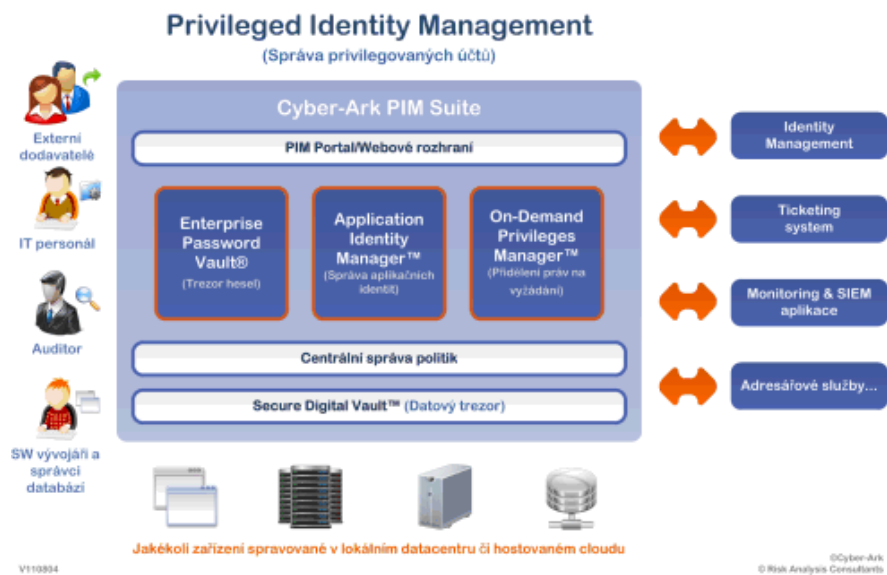 Privileged Identity Management
(Správa privilegovaných účtů)
Externí
dodavatelé
IT personál
Auditor
SW vývojáři a
správci
databází
Cyber-Ark PIM Suite
PIM Portal/Webové rozhraní
Enterprise
Password
Vault®
(Trezor hesel)
Application
Identity
Manager™
(Správa aplikačních
identit)
On-Demand
Privileges
Manager™
(Přidělení práv na
vyžádání)
Centrální správa politik
Secure Digital Vault™ (Datový trezor)
Identity
Management
Ticketing
system
Monitoring & SIEM
aplikace
Adresářové služby...
Jakékoli zařízení spravované v lokálním datacentru či hostovaném cloudu
V110804
©Cyber-Ark
© Risk Analysis Consultants